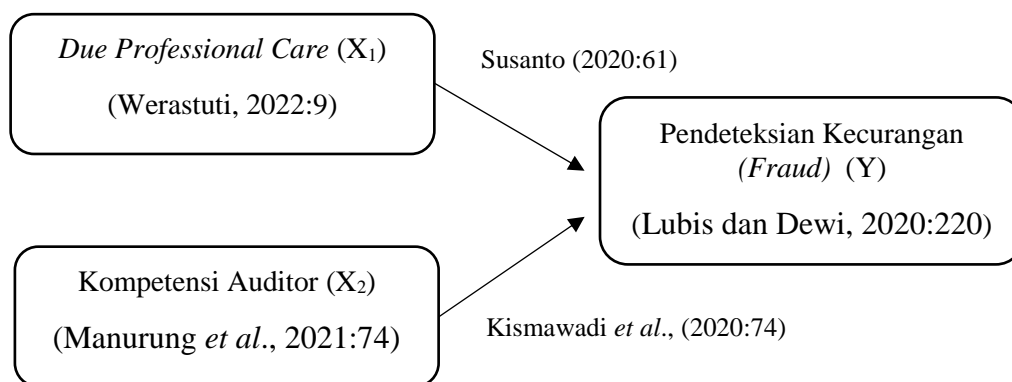 Due Professional Care (X₁)
(Werastuti, 2022:9)
Susanto (2020:61)
Pendeteksian Kecurangan
(Fraud) (Y)
(Lubis dan Dewi, 2020:220)
Kompetensi Auditor (X₂)
(Manurung et al., 2021:74)
Kismawadi et al., (2020:74)